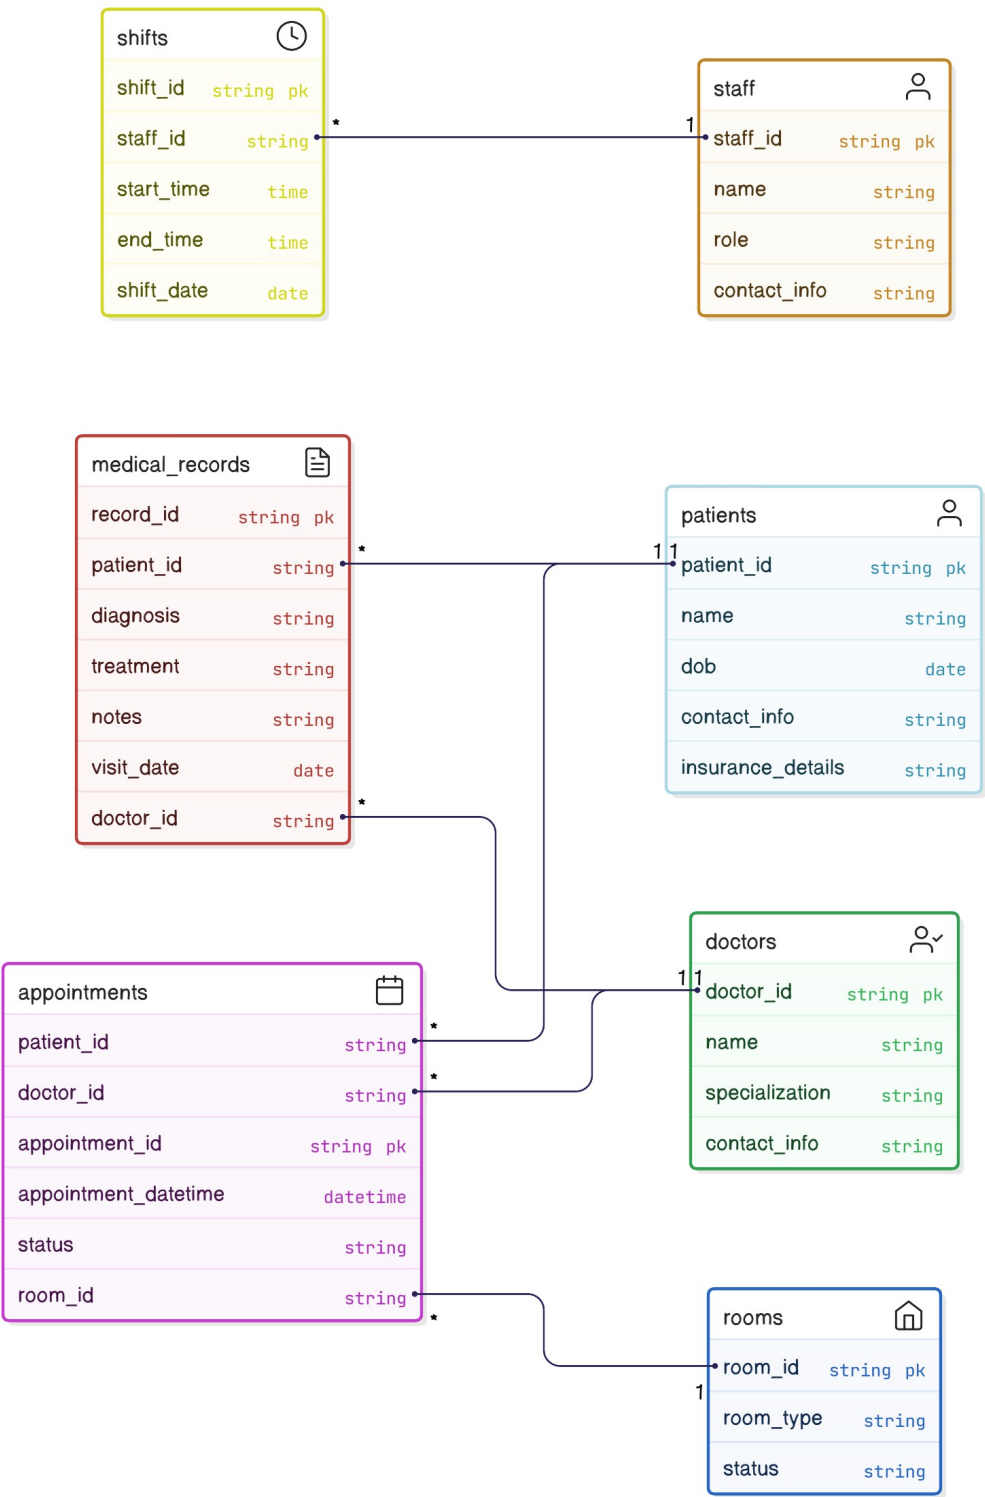 shifts
shift_id string pk
staff_id string
start_time time
end_time time
shift_date date
* 1
staff
staff_id string pk
name string
role string
contact_info string
medical_records
record_id string pk
patient_id string
diagnosis string
treatment string
notes string
visit_date date
doctor_id string
* 1 1
*
patients
patient_id string pk
name string
dob date
contact_info string
insurance_details string
appointments
patient_id string
doctor_id string
appointment_id string pk
appointment_datetime datetime
status string
room_id string
*
*
*
1 1
doctors
doctor_id string pk
name string
specialization string
contact_info string
1
rooms
room_id string pk
room_type string
status string